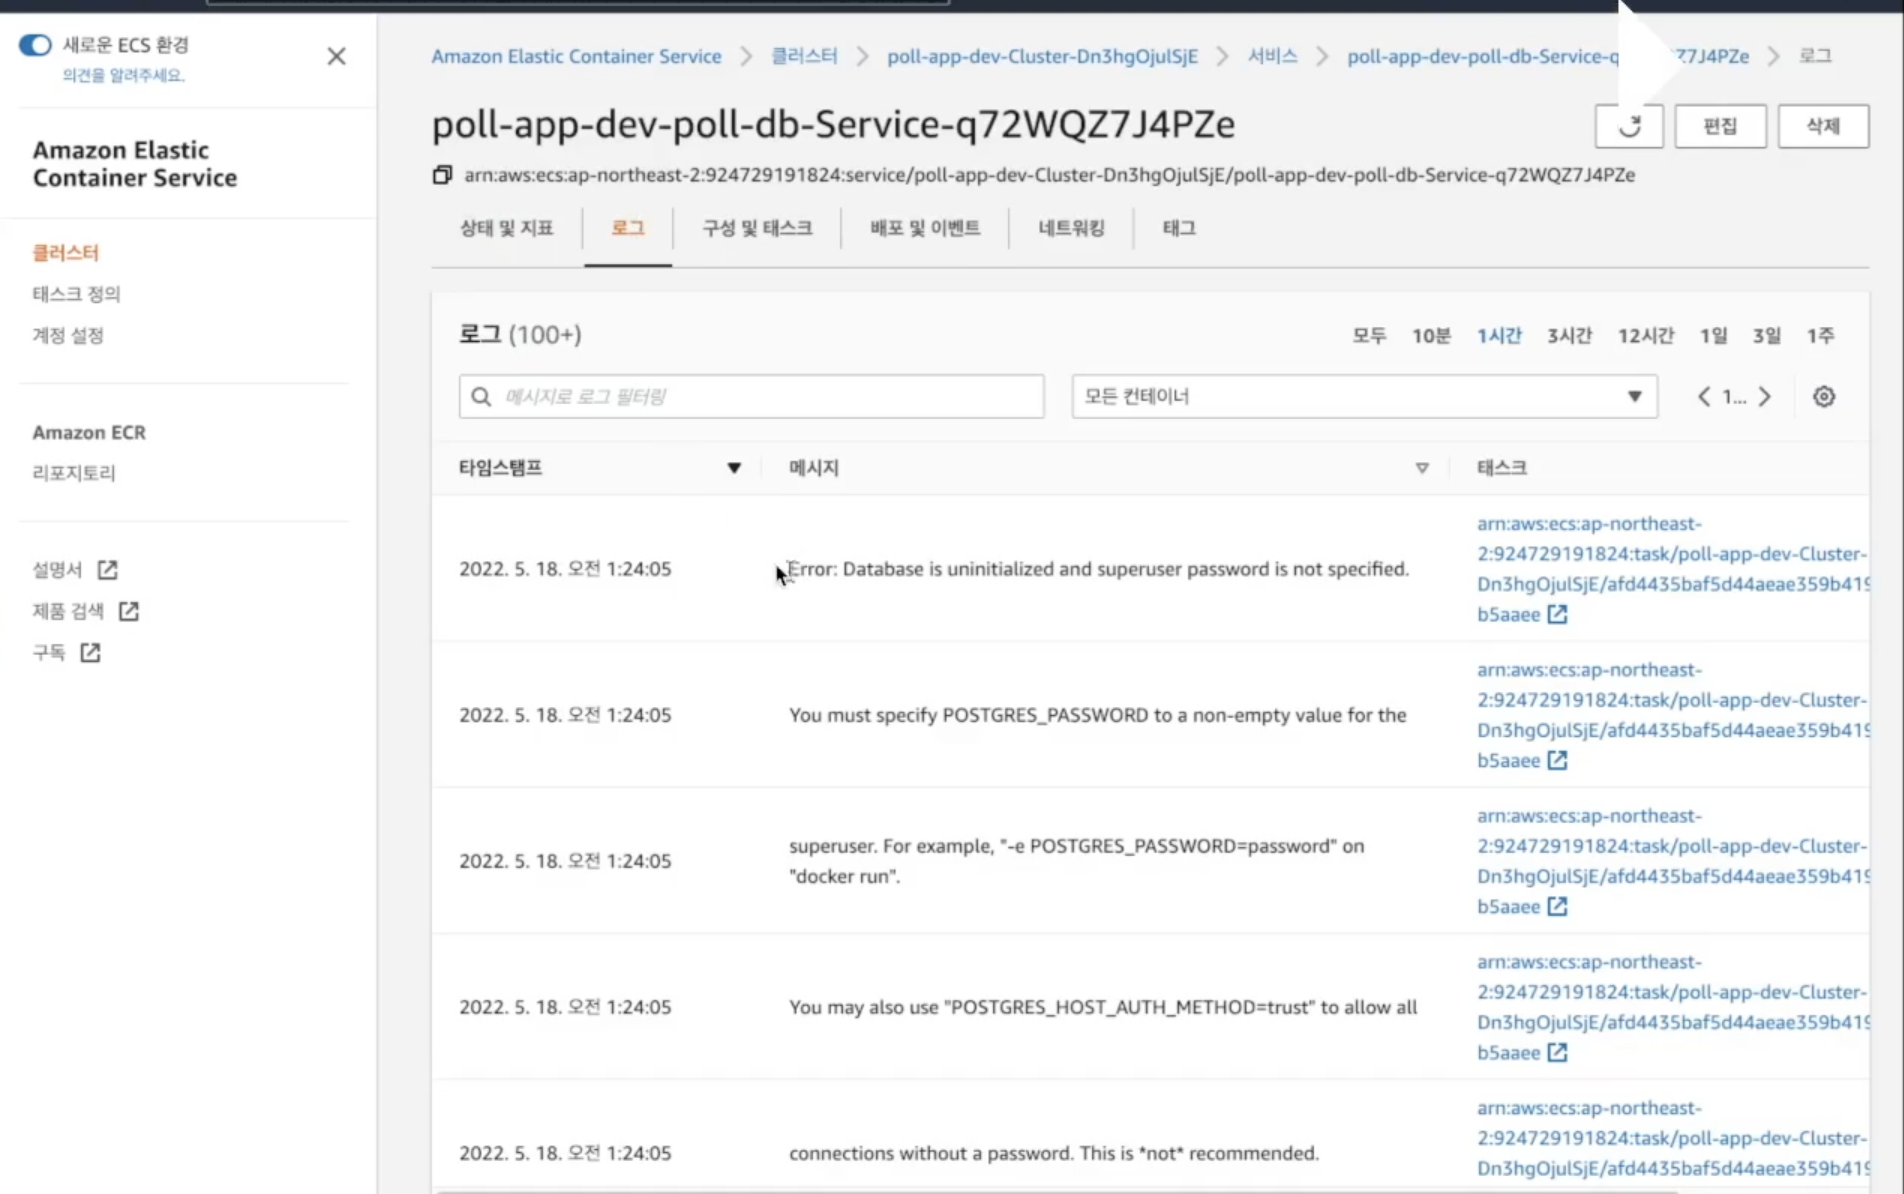 새로운 ECS 환경
의견을 알려주세요.
Amazon Elastic
Container Service
클러스터
태스크 정의
계정 설정
Amazon ECR
리포지토리
설명서
제품 검색
구독
Amazon Elastic Container Service > 클러스터 > poll-app-dev-Cluster-Dn3hgOjulSjE > 서비스 > poll-app-dev-poll-db-Service-q Z7J4PZe > 로그
poll-app-dev-poll-db-Service-q72WQZ7J4PZe
편집
삭제
arn:aws:ecs:ap-northeast-2:924729191824:service/poll-app-dev-Cluster-Dn3hgOjulSjE/poll-app-dev-poll-db-Service-q72WQZ7J4PZe
상태 및 지표
로그
구성 및 태스크
배포 및 이벤트
네트워킹
태그
로그 (100+)
모두 10분 1시간 3시간 12시간 1일 3일 1주
메시지로 로그 필터링
모든 컨테이너
1...
타임스탬프
메시지
태스크
2022. 5. 18. 오전 1:24:05
Error: Database is uninitialized and superuser password is not specified.
arn:aws:ecs:ap-northeast-
2:924729191824:task/poll-app-dev-Cluster-
Dn3hgOjulSjE/afd4435baf5d44aeae359b419
b5aaee
2022. 5. 18. 오전 1:24:05
You must specify POSTGRES_PASSWORD to a non-empty value for the
arn:aws:ecs:ap-northeast-
2:924729191824:task/poll-app-dev-Cluster-
Dn3hgOjulSjE/afd4435baf5d44aeae359b419
b5aaee
2022. 5. 18. 오전 1:24:05
superuser. For example, "-e POSTGRES_PASSWORD=password" on
"docker run".
arn:aws:ecs:ap-northeast-
2:924729191824:task/poll-app-dev-Cluster-
Dn3hgOjulSjE/afd4435baf5d44aeae359b419
b5aaee
2022. 5. 18. 오전 1:24:05
You may also use "POSTGRES_HOST_AUTH_METHOD=trust" to allow all
arn:aws:ecs:ap-northeast-
2:924729191824:task/poll-app-dev-Cluster-
Dn3hgOjulSjE/afd4435baf5d44aeae359b419
b5aaee
2022. 5. 18. 오전 1:24:05
connections without a password. This is *not* recommended.
arn:aws:ecs:ap-northeast-
2:924729191824:task/poll-app-dev-Cluster-
Dn3hgOjulSjE/afd4435baf5d44aeae359b419